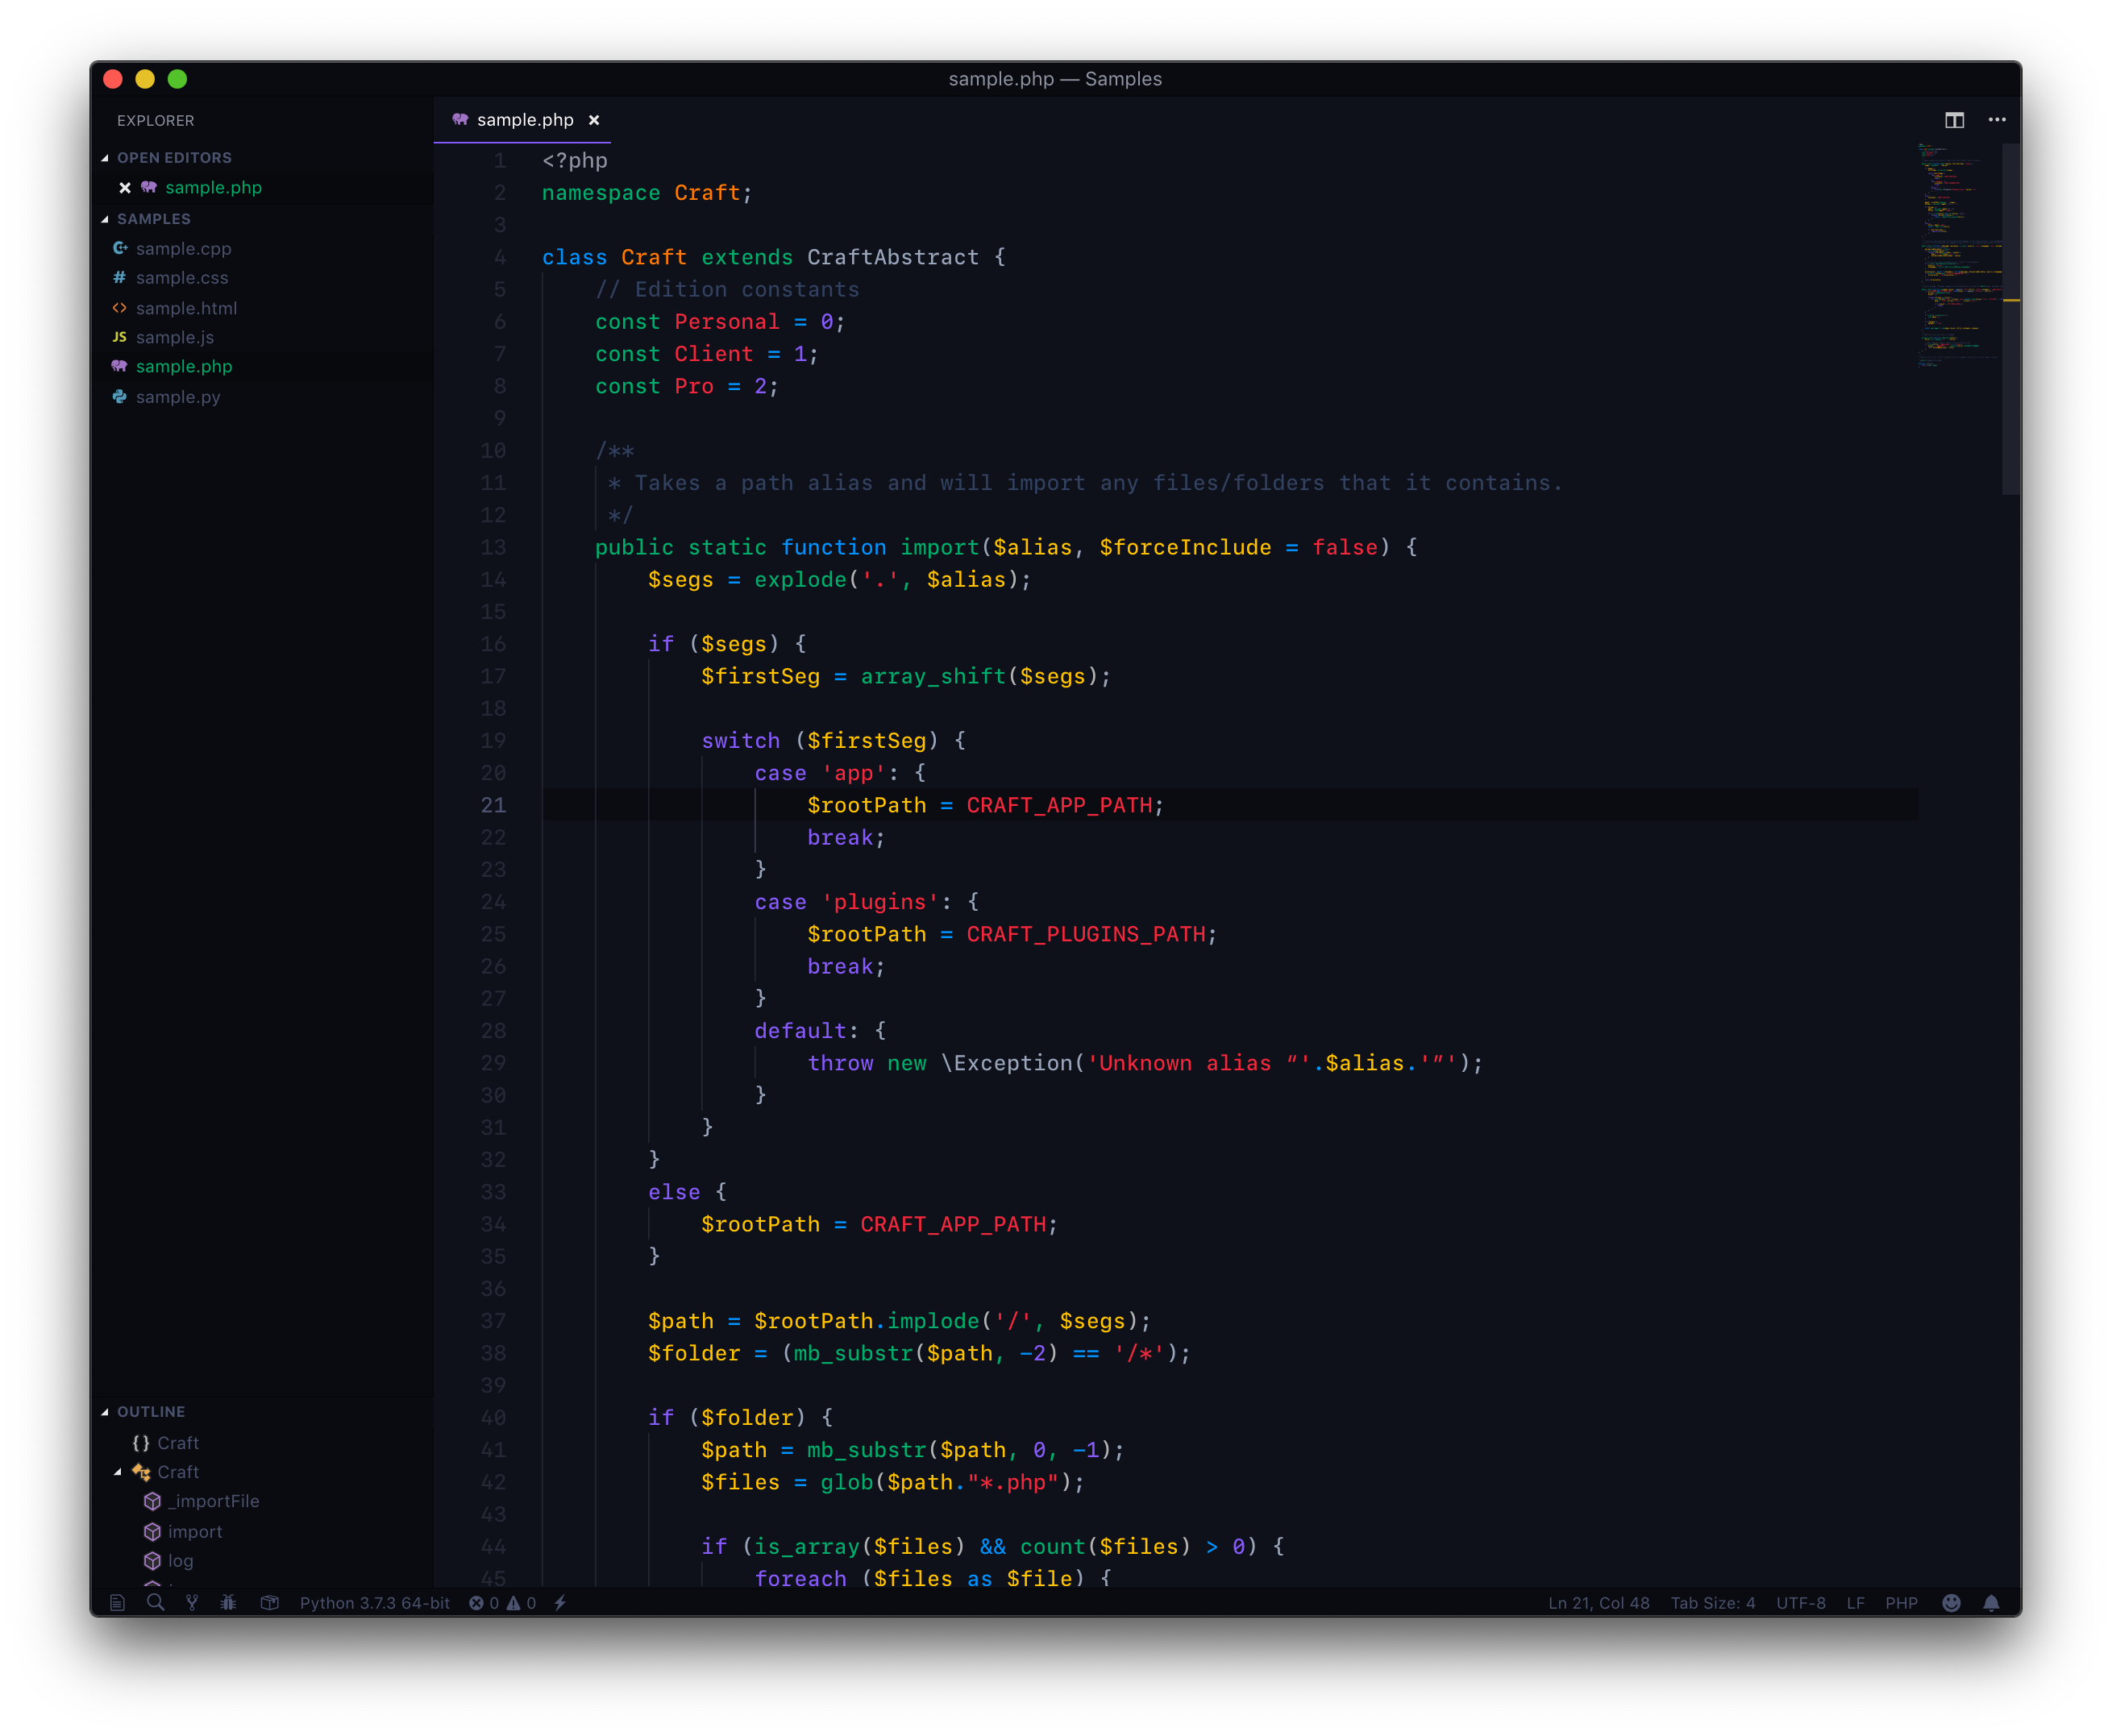 sample.php — Samples
EXPLORER
OPEN EDITORS
sample.php
SAMPLES
sample.cpp
# sample.css
<> sample.html
JS sample.js
sample.php
sample.py
OUTLINE
{} Craft
Craft
_importFile
import
log
sample.php ×
1 <?php
2 namespace Craft;
3
4 class Craft extends CraftAbstract {
5     // Edition constants
6     const Personal = 0;
7     const Client = 1;
8     const Pro = 2;
9
10     /**
11      * Takes a path alias and will import any files/folders that it contains.
12      */
13     public static function import($alias, $forceInclude = false) {
14         $segs = explode('.', $alias);
15
16         if ($segs) {
17             $firstSeg = array_shift($segs);
18
19             switch ($firstSeg) {
20                 case 'app': {
21                     $rootPath = CRAFT_APP_PATH;
22                     break;
23                 }
24                 case 'plugins': {
25                     $rootPath = CRAFT_PLUGINS_PATH;
26                     break;
27                 }
28                 default: {
29                     throw new \Exception('Unknown alias “'.$alias.'”');
30                 }
31             }
32         }
33         else {
34             $rootPath = CRAFT_APP_PATH;
35         }
36
37         $path = $rootPath.implode('/', $segs);
38         $folder = (mb_substr($path, -2) == '/*');
39
40         if ($folder) {
41             $path = mb_substr($path, 0, -1);
42             $files = glob($path."*.php");
43
44             if (is_array($files) && count($files) > 0) {
45                 foreach ($files as $file) {
Python 3.7.3 64-bit 0 0 Ln 21, Col 48 Tab Size: 4 UTF-8 LF PHP